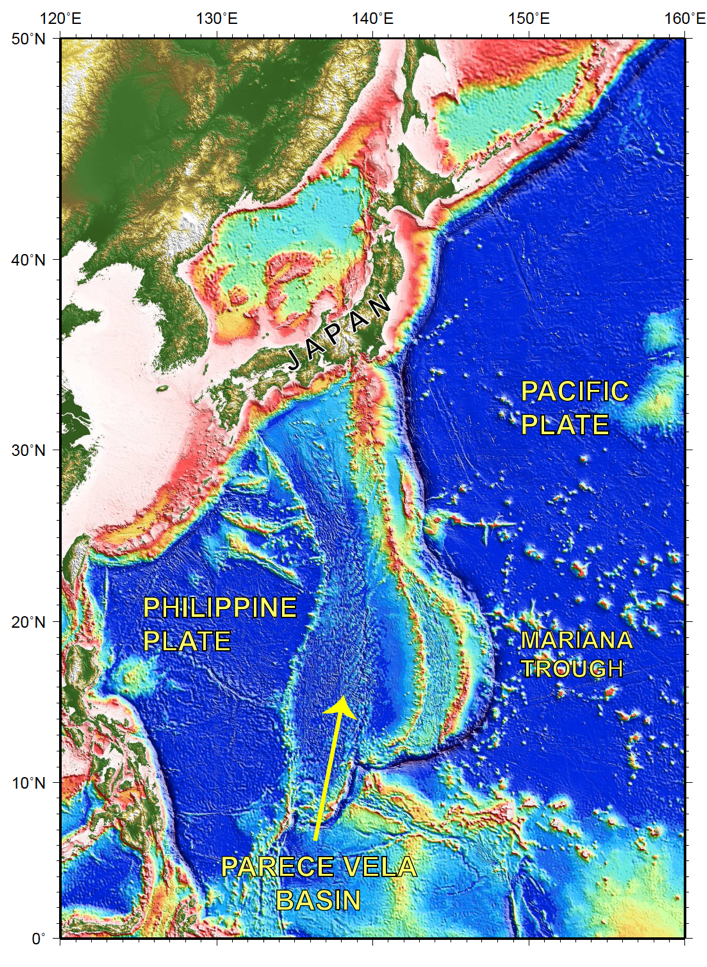 120°E
130°E
140°E
150°E
160°E
50°N
40°N
JAPAN
PACIFIC
PLATE
30°N
PHILIPPINE
PLATE
20°N
MARIANA
TROUGH
10°N
PARECE VELA
BASIN
0°